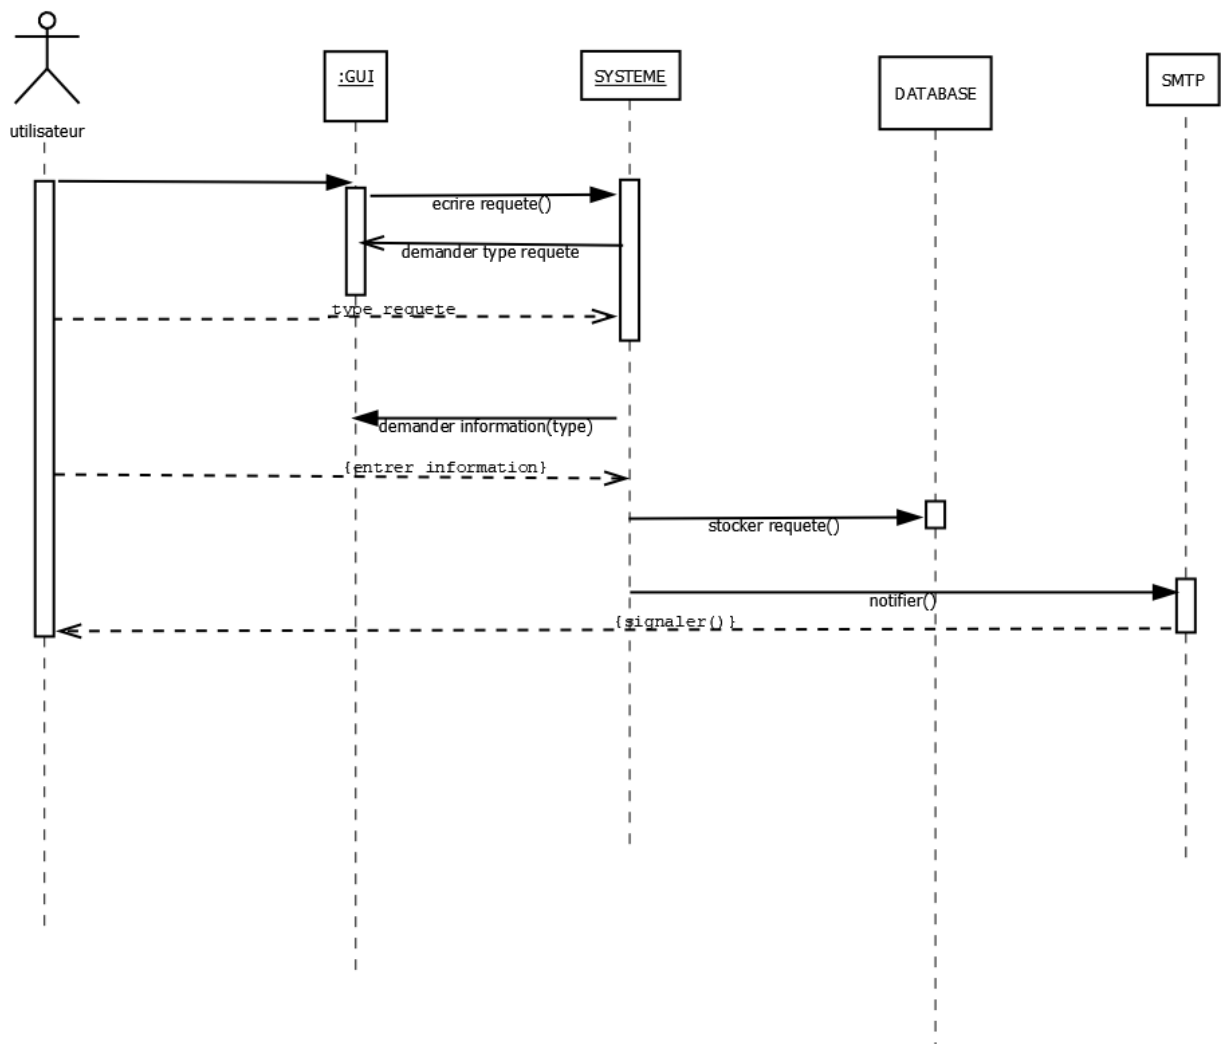 utilisateur
:GUI
SYSTEME
DATABASE
SMTP
ecrire requete()
demander type requete
type requete
demander information(type)
{entrer information}
stocker requete()
notifier()
{signaler()}